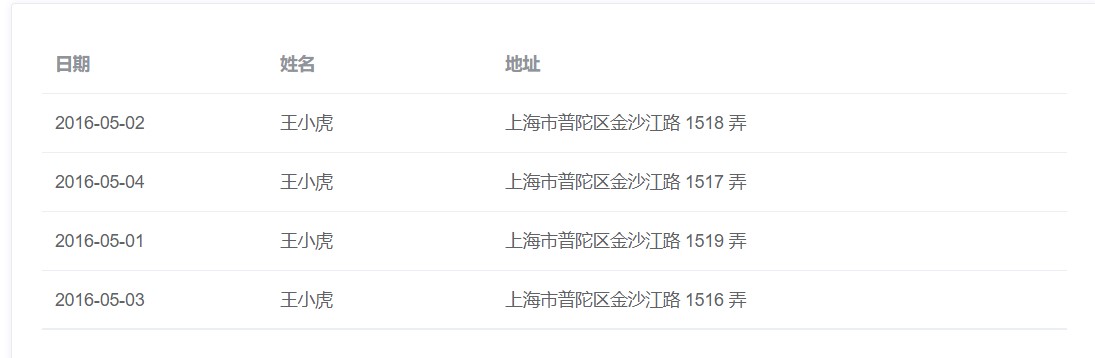 日期 姓名 地址
2016-05-02 王小虎 上海市普陀区金沙江路 1518 弄
2016-05-04 王小虎 上海市普陀区金沙江路 1517 弄
2016-05-01 王小虎 上海市普陀区金沙江路 1519 弄
2016-05-03 王小虎 上海市普陀区金沙江路 1516 弄